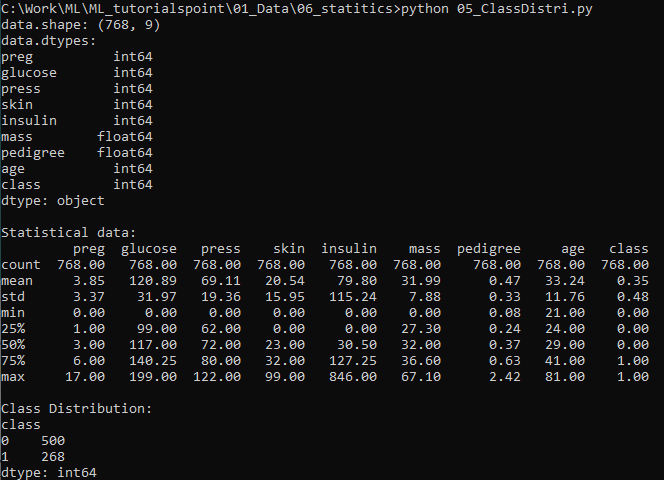 C:\Work\ML\ML_tutorialspoint\01_Data\06_statitics>python 05_ClassDistri.py
data.shape: (768, 9)
data.dtypes:
preg          int64
glucose       int64
press         int64
skin          int64
insulin       int64
mass        float64
pedigree    float64
age           int64
class         int64
dtype: object

Statistical data:
         preg  glucose   press    skin  insulin    mass  pedigree     age   class
count  768.00   768.00  768.00  768.00   768.00  768.00    768.00  768.00  768.00
mean     3.85   120.89   69.11   20.54    79.80   31.99      0.47   33.24    0.35
std      3.37    31.97   19.36   15.95   115.24    7.88      0.33   11.76    0.48
min      0.00     0.00    0.00    0.00     0.00    0.00      0.08   21.00    0.00
25%      1.00    99.00   62.00    0.00     0.00   27.30      0.24   24.00    0.00
50%      3.00   117.00   72.00   23.00    30.50   32.00      0.37   29.00    0.00
75%      6.00   140.25   80.00   32.00   127.25   36.60      0.63   41.00    1.00
max     17.00   199.00  122.00   99.00   846.00   67.10      2.42   81.00    1.00

Class Distribution:
class
0    500
1    268
dtype: int64